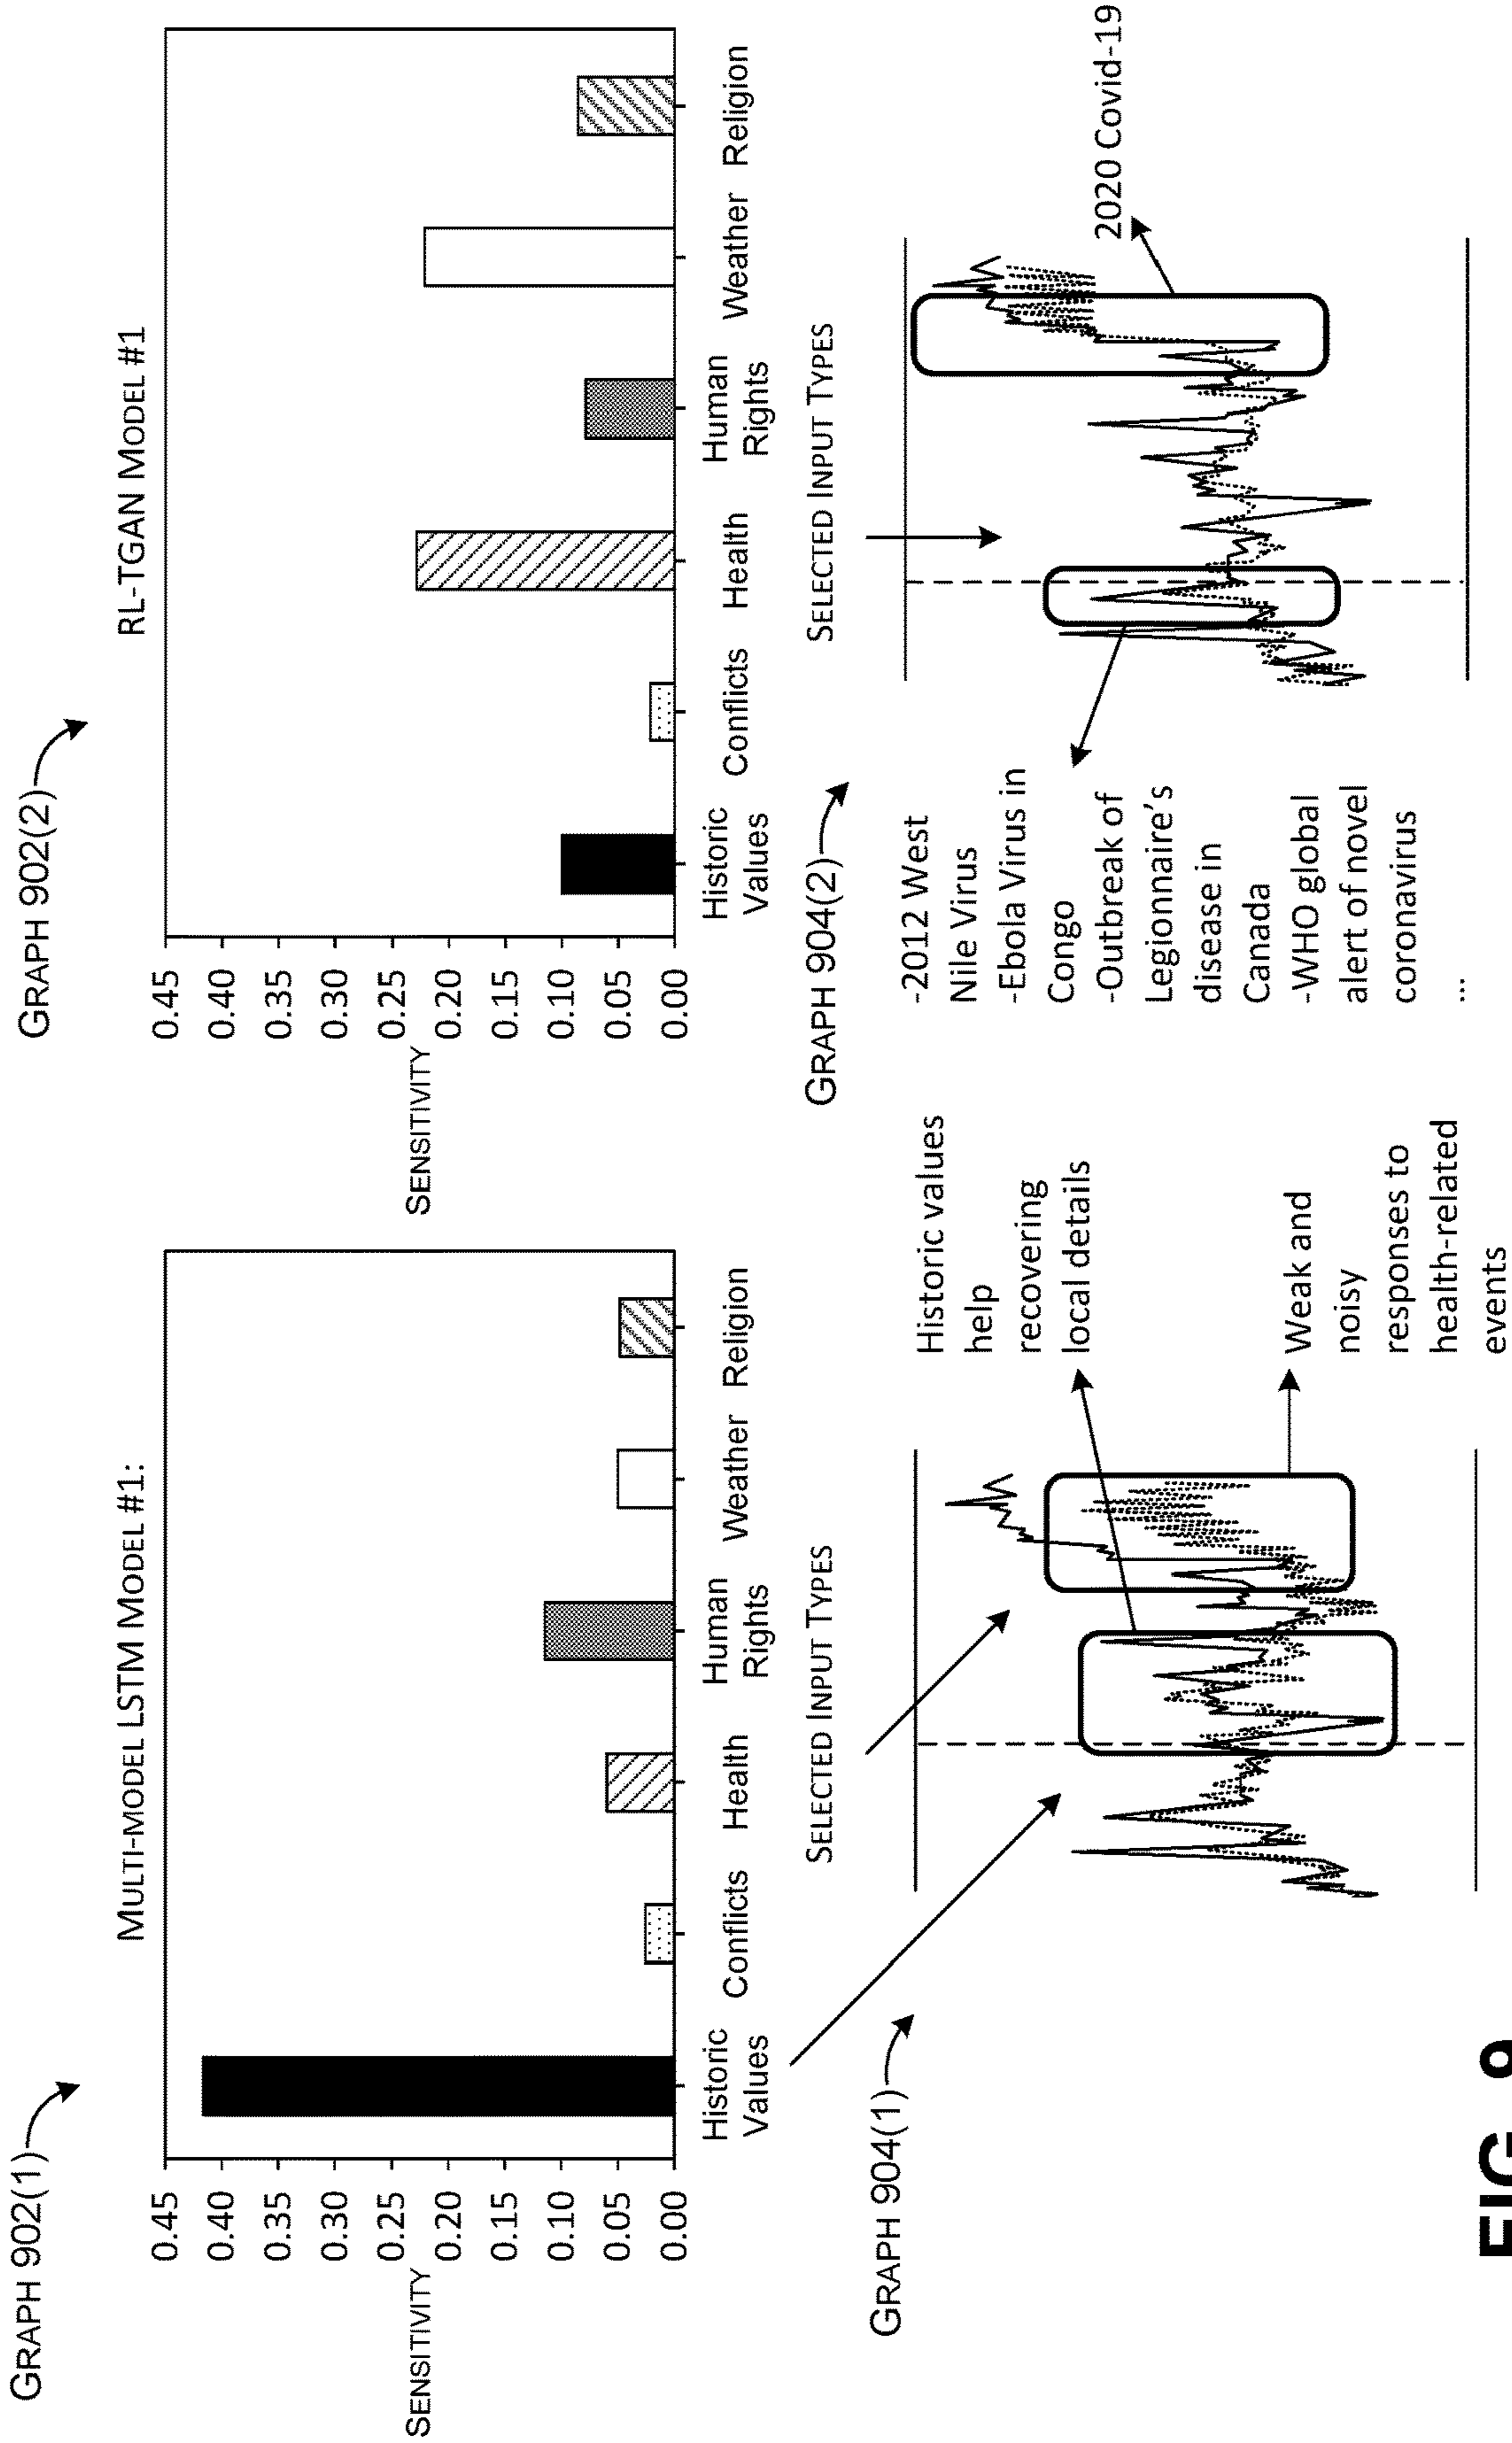 GRAPH 902(1)
MULTI-MODEL LSTM MODEL #1:
SENSITIVITY
0.45
0.40
0.35
0.30
0.25
0.20
0.15
0.10
0.05
0.00
Historic
Values
Conflicts
Health
Human
Rights
Weather
Religion
SELECTED INPUT TYPES
GRAPH 904(1)
Historic values
help
recovering
local details
Weak and
noisy
responses to
health-related
events
GRAPH 902(2)
RL-TGAN MODEL #1
SENSITIVITY
0.45
0.40
0.35
0.30
0.25
0.20
0.15
0.10
0.05
0.00
Historic
Values
Conflicts
Health
Human
Rights
Weather
Religion
SELECTED INPUT TYPES
GRAPH 904(2)
-2012 West
Nile Virus
-Ebola Virus in
Congo
-Outbreak of
Legionnaire's
disease in
Canada
-WHO global
alert of novel
coronavirus
...
2020 Covid-19
FIG. 9